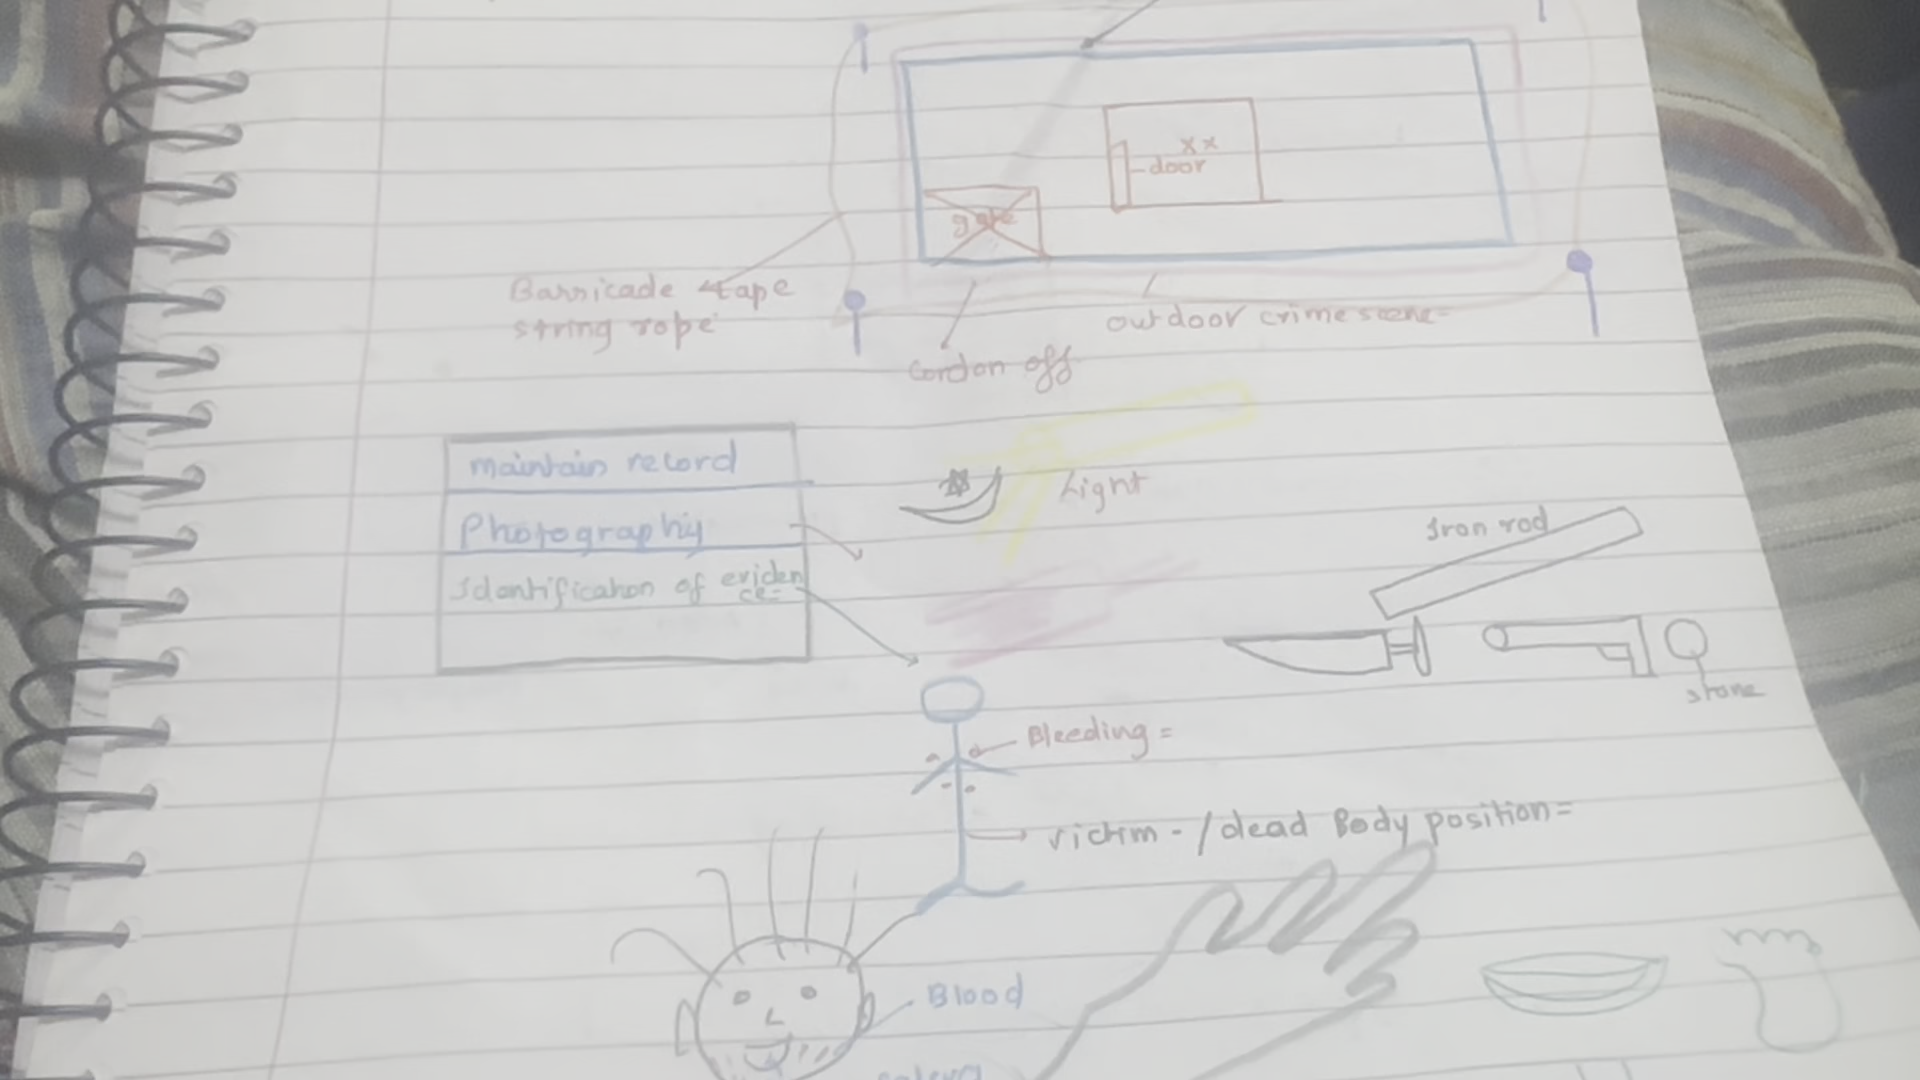 x x
door
gate
Barricade tape
string rope
outdoor crime scene
Cordon off
maintain record
Light
Photography
Iron rod
Identification of eviden
ce-
stone
Bleeding =
victim - / dead Body position=
Blood